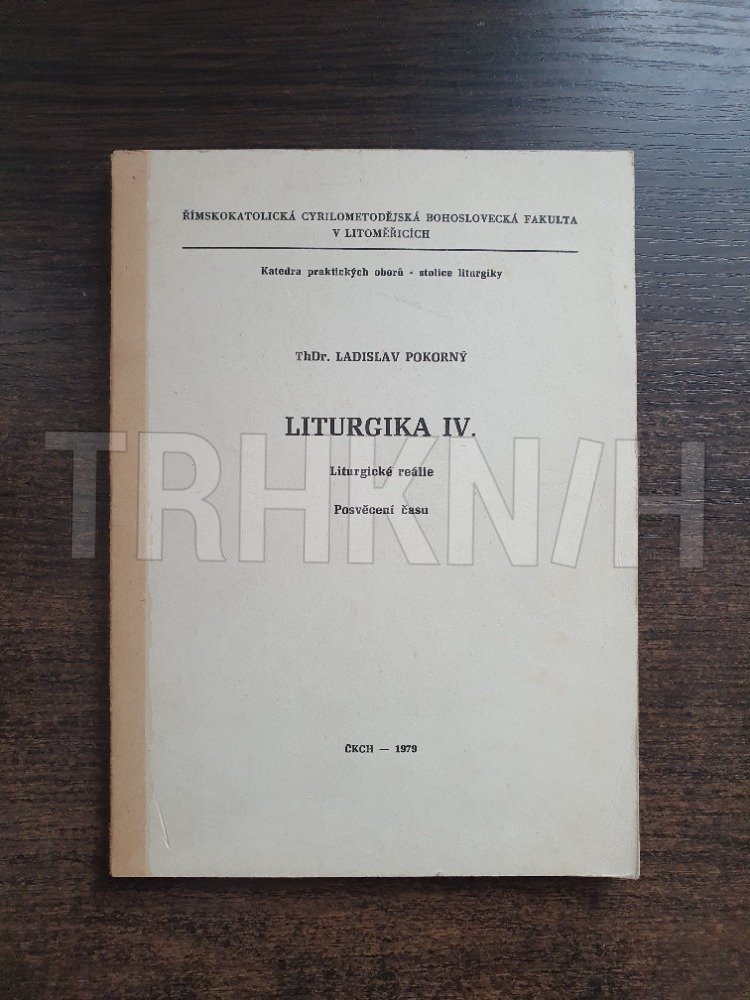 ŘÍMSKOKATOLICKÁ CYRILOMETODĚJSKÁ BOHOSLOVECKÁ FAKULTA
V LITOMĚŘICÍCH
Katedra praktických oborů - stolice liturgiky
ThDr. LADISLAV POKORNÝ
LITURGIKA IV.
TRHKN/H
Liturgické reálie
Posvěcení času
ČKCH — 1979